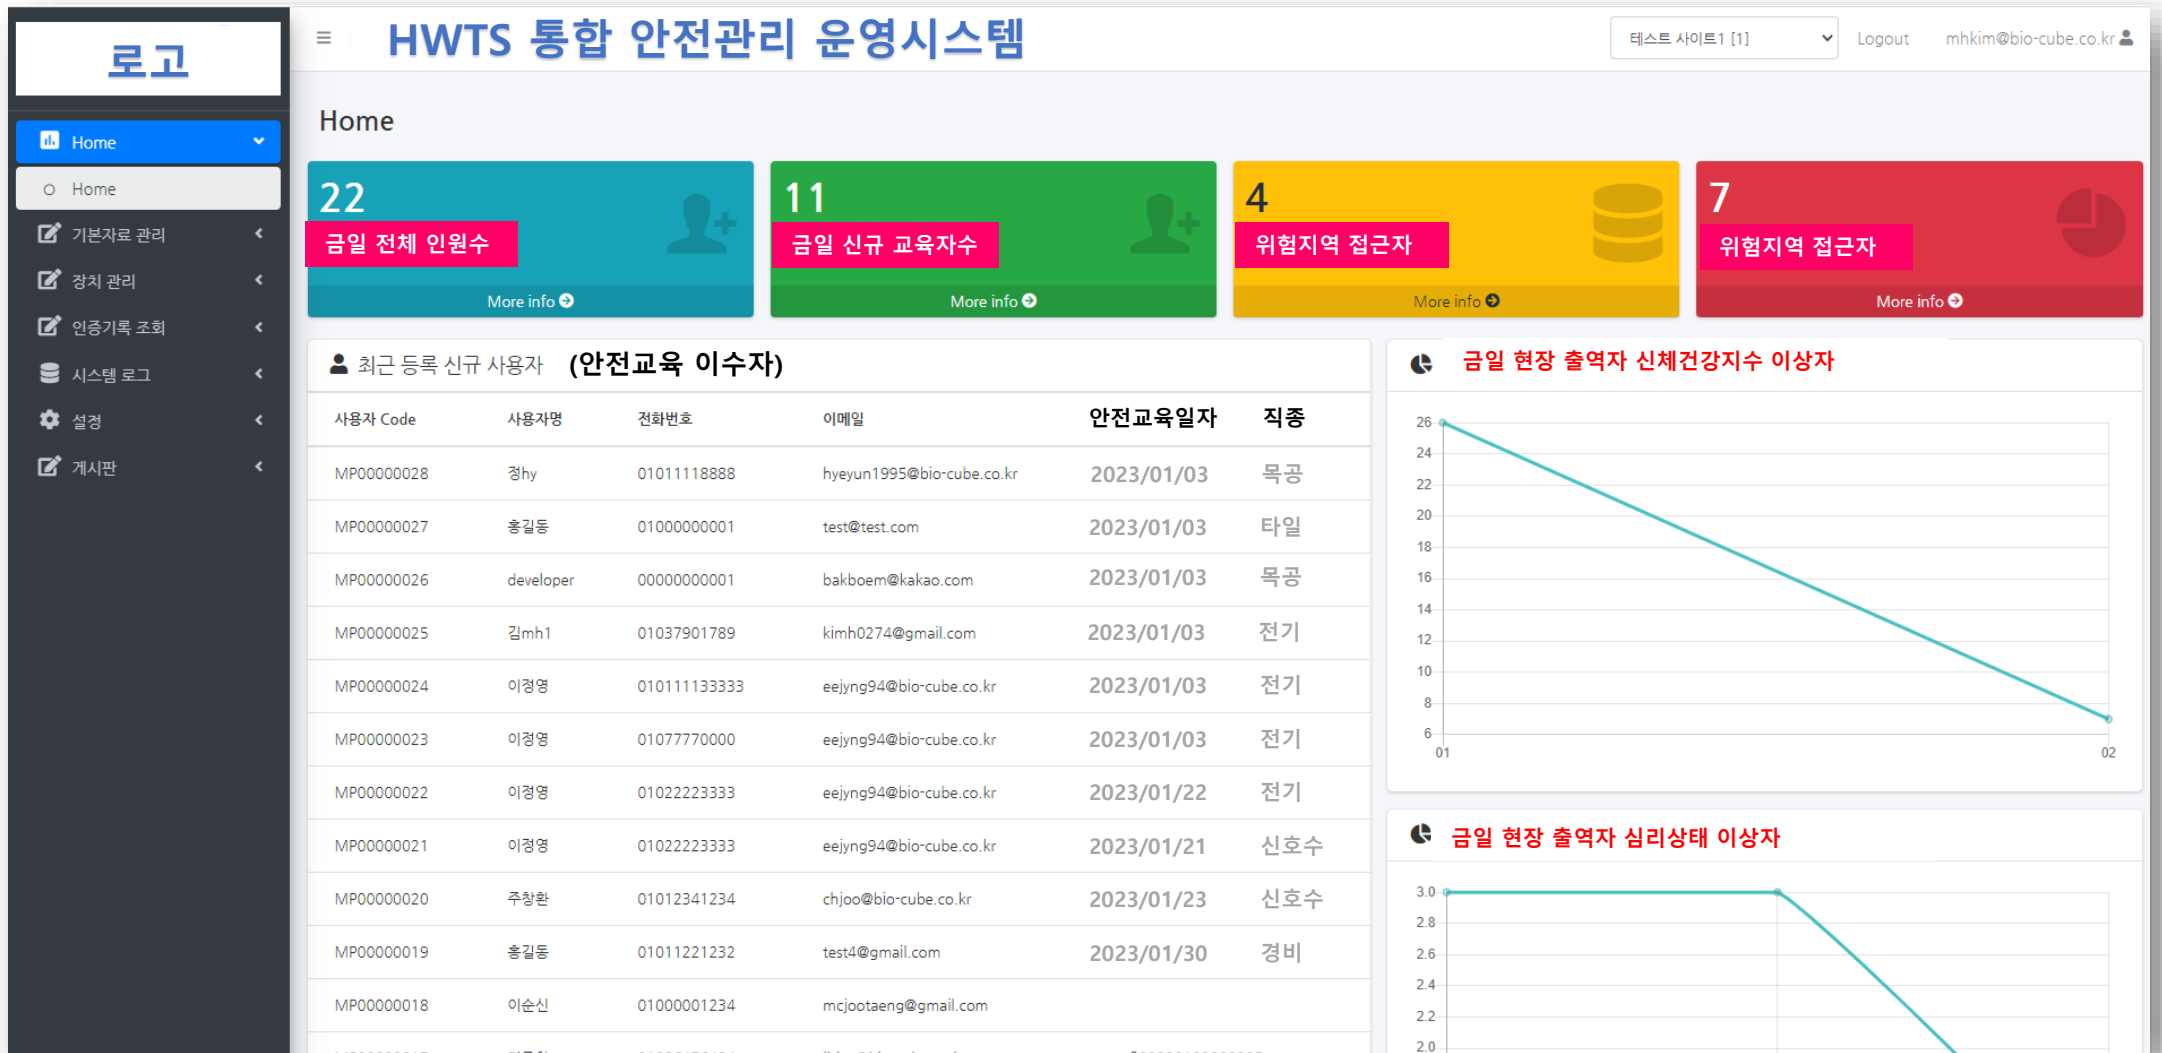 로고
HWTS 통합 안전관리 운영시스템
테스트 사이트1 [1]
Logout
mhkim@bio-cube.co.kr
Home
Home
기본자료 관리
장치 관리
인증기록 조회
시스템 로그
설정
게시판
Home
22
금일 전체 인원수
More info
11
금일 신규 교육자수
More info
4
위험지역 접근자
More info
7
위험지역 접근자
More info
최근 등록 신규 사용자 (안전교육 이수자)
사용자 Code 사용자명 전화번호 이메일 안전교육일자 직종
MP00000028 정hy 01011118888 hyeyun1995@bio-cube.co.kr 2023/01/03 목공
MP00000027 홍길동 01000000001 test@test.com 2023/01/03 타일
MP00000026 developer 00000000001 bakboem@kakao.com 2023/01/03 목공
MP00000025 김mh1 01037901789 kimh0274@gmail.com 2023/01/03 전기
MP00000024 이정영 010111133333 eejyng94@bio-cube.co.kr 2023/01/03 전기
MP00000023 이정영 01077770000 eejyng94@bio-cube.co.kr 2023/01/03 전기
MP00000022 이정영 01022223333 eejyng94@bio-cube.co.kr 2023/01/22 전기
MP00000021 이정영 01022223333 eejyng94@bio-cube.co.kr 2023/01/21 신호수
MP00000020 주창환 01012341234 chjoo@bio-cube.co.kr 2023/01/23 신호수
MP00000019 홍길동 01011221232 test4@gmail.com 2023/01/30 경비
MP00000018 이순신 01000001234 mcjootaeng@gmail.com
금일 현장 출역자 신체건강지수 이상자
26
24
22
20
18
16
14
12
10
8
6
01 02
금일 현장 출역자 심리상태 이상자
3.0
2.8
2.6
2.4
2.2
2.0